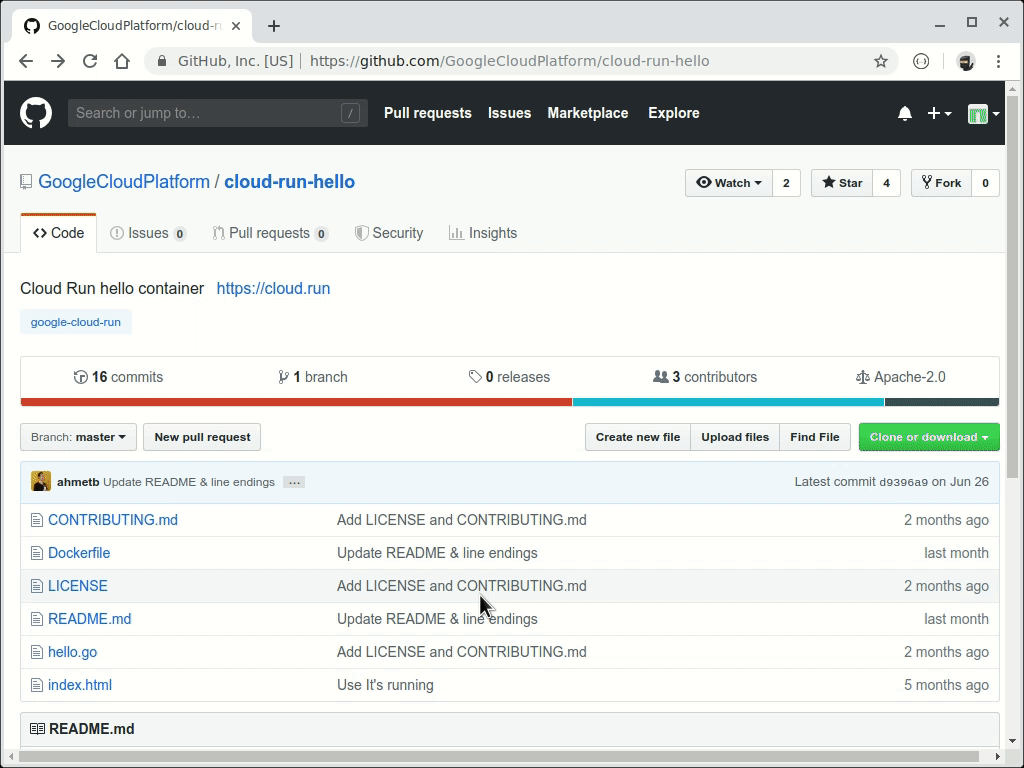 GoogleCloudPlatform/cloud-r
GitHub, Inc. [US] | https://github.com/GoogleCloudPlatform/cloud-run-hello
Search or jump to… / Pull requests Issues Marketplace Explore
GoogleCloudPlatform / cloud-run-hello Watch 2 Star 4 Fork 0
Code Issues 0 Pull requests 0 Security Insights
Cloud Run hello container https://cloud.run
google-cloud-run
16 commits 1 branch 0 releases 3 contributors Apache-2.0
Branch: master New pull request Create new file Upload files Find File Clone or download
ahmetb Update README & line endings … Latest commit d9396a9 on Jun 26
CONTRIBUTING.md Add LICENSE and CONTRIBUTING.md 2 months ago
Dockerfile Update README & line endings last month
LICENSE Add LICENSE and CONTRIBUTING.md 2 months ago
README.md Update README & line endings last month
hello.go Add LICENSE and CONTRIBUTING.md 2 months ago
index.html Use It's running 5 months ago
README.md